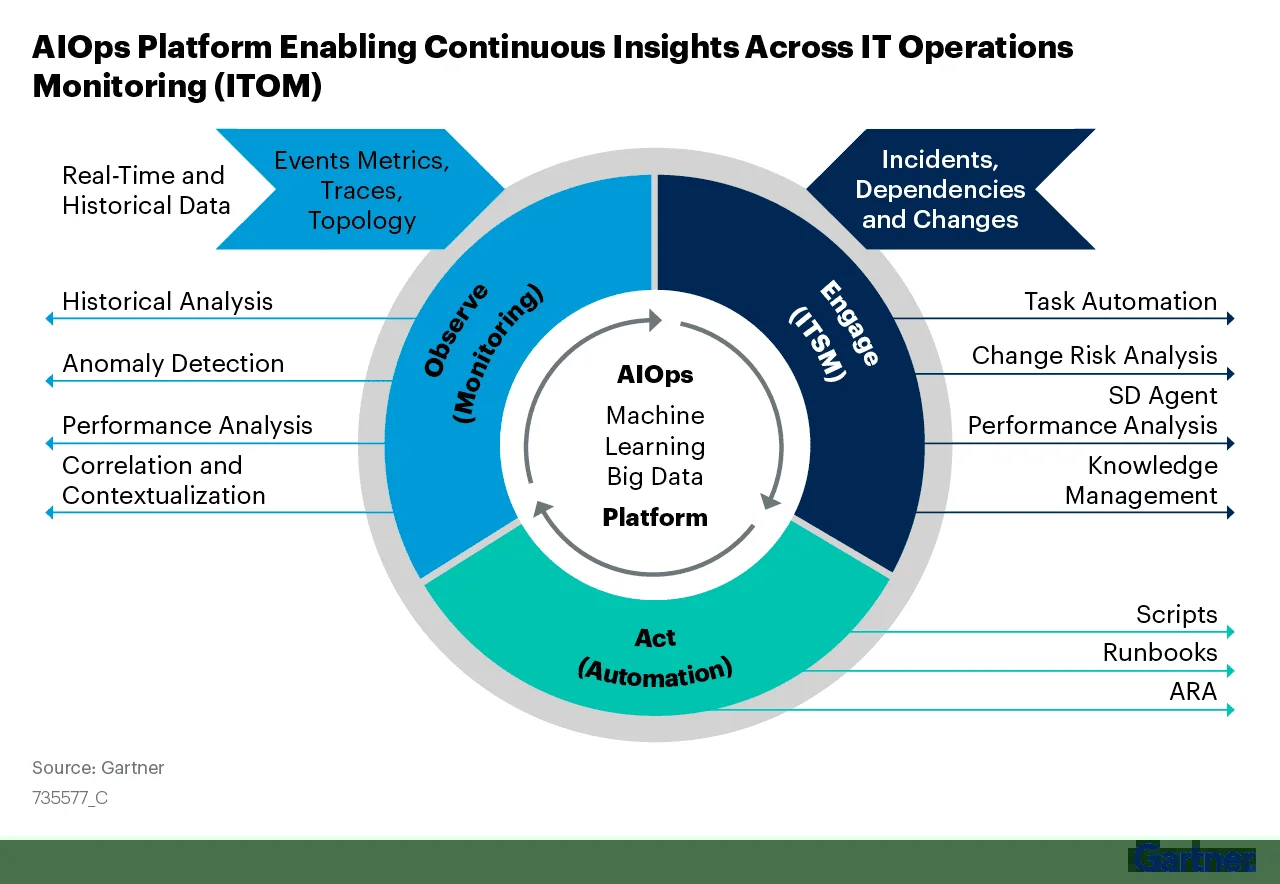 AIOps Platform Enabling Continuous Insights Across IT Operations
Monitoring (ITOM)
Real-Time and
Historical Data
Events Metrics,
Traces,
Topology
Incidents,
Dependencies
and Changes
Historical Analysis
Anomaly Detection
Performance Analysis
Correlation and
Contextualization
Observe
(Monitoring)
AIOps
Machine
Learning
Big Data
Platform
Engage
(ITSM)
Task Automation
Change Risk Analysis
SD Agent
Performance Analysis
Knowledge
Management
Act
(Automation)
Scripts
Runbooks
ARA
Source: Gartner
735577_C
Gartner